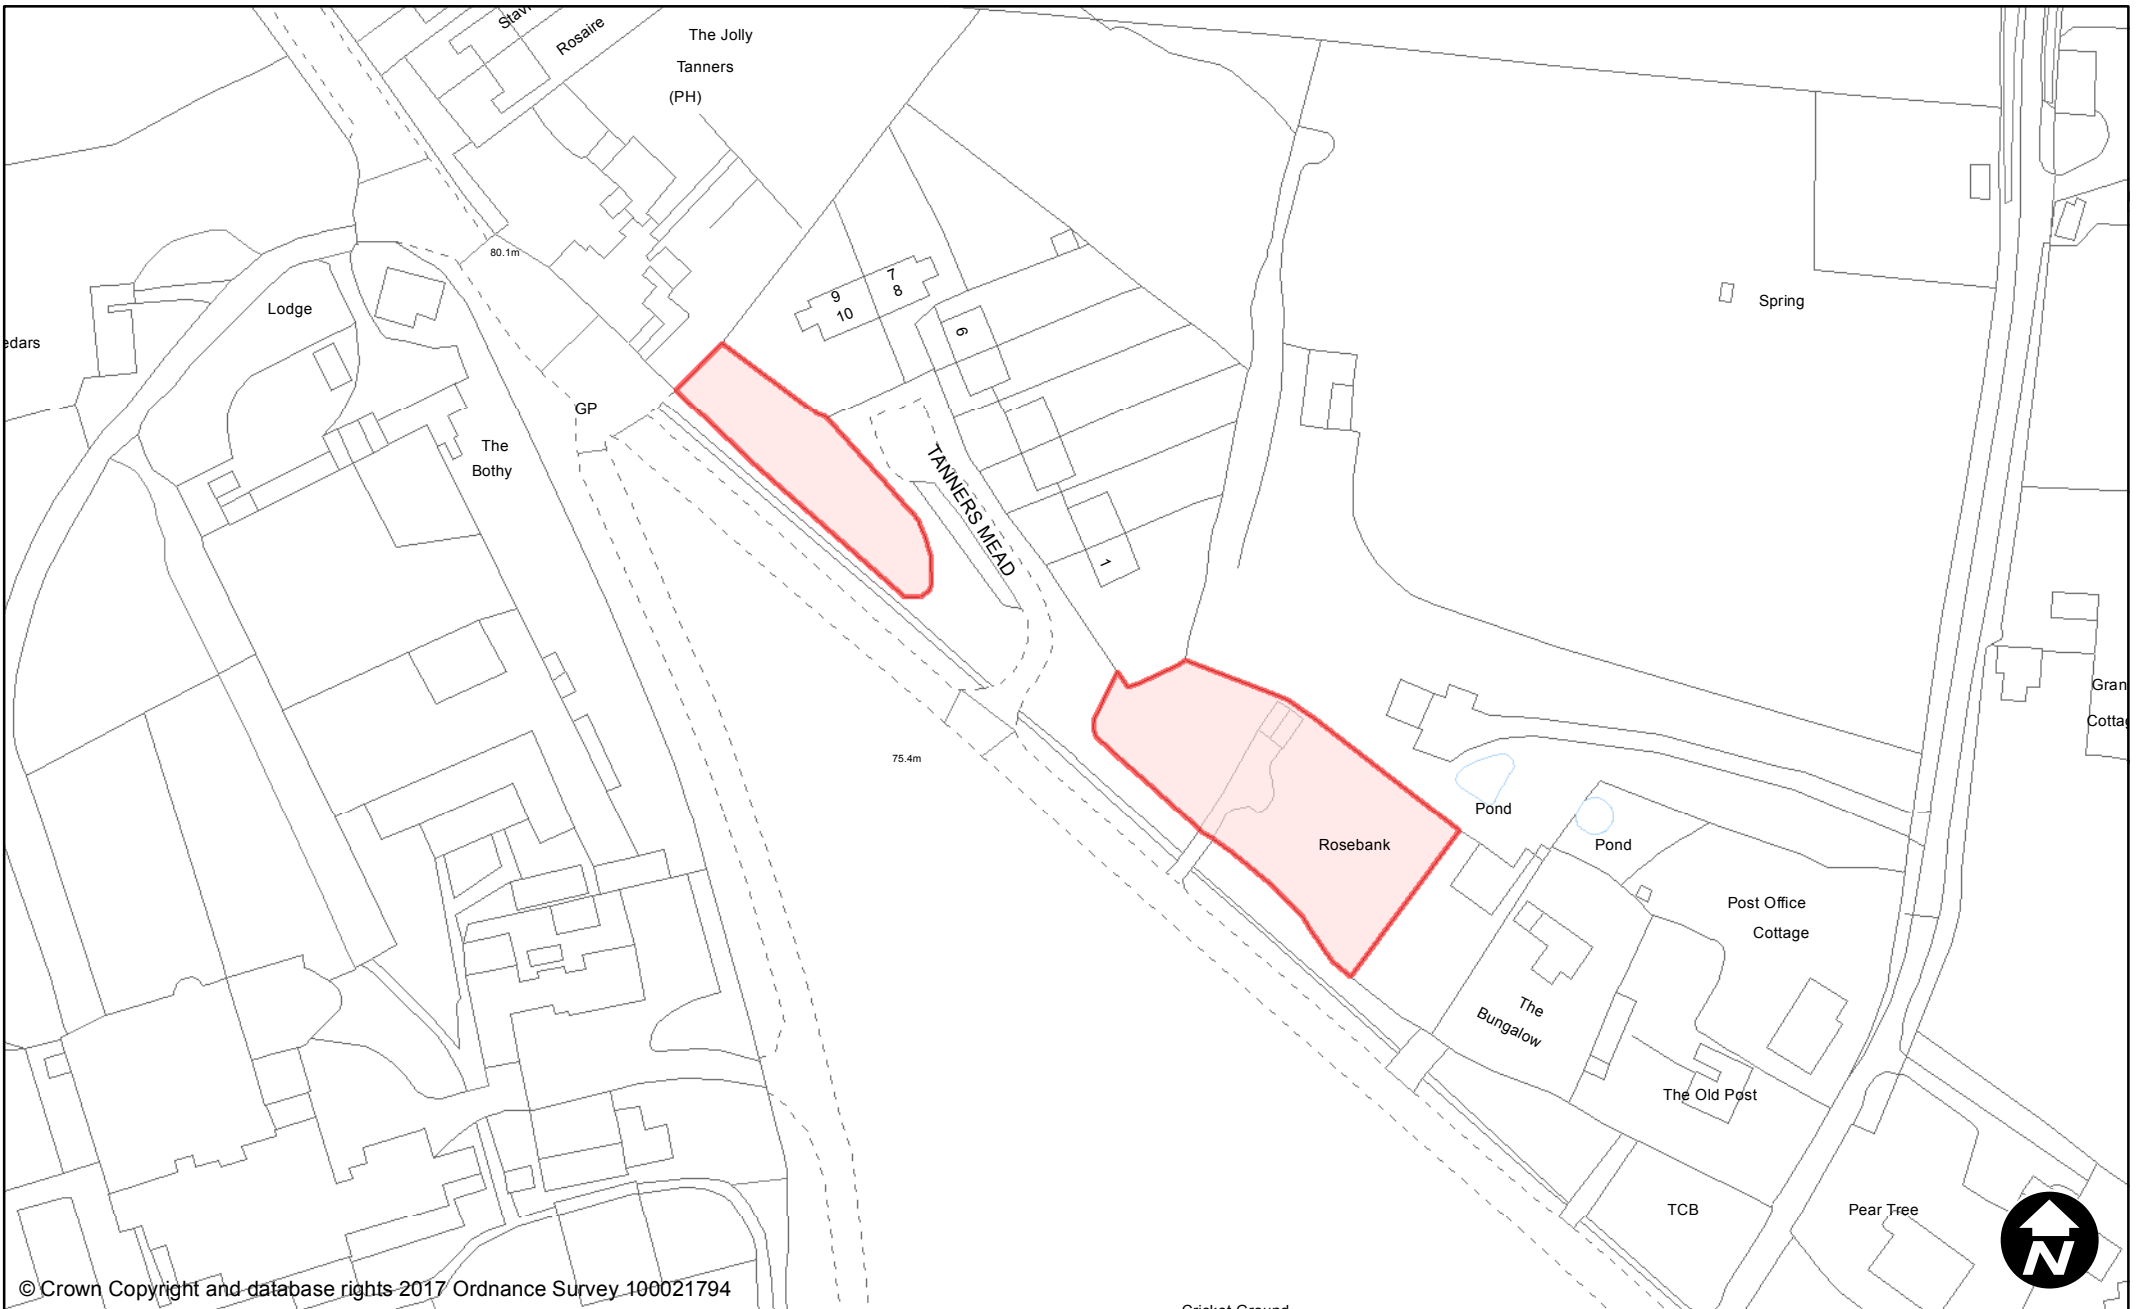 Rosaire
The Jolly
Tanners
(PH)
80.1m
Lodge
7
8
9
10
6
Spring
GP
The
Bothy
TANNERS MEAD
1
75.4m
Pond
Pond
Rosebank
Post Office
Cottage
The
Bungalow
The Old Post
TCB
Pear Tree
N
© Crown Copyright and database rights 2017 Ordnance Survey 100021794